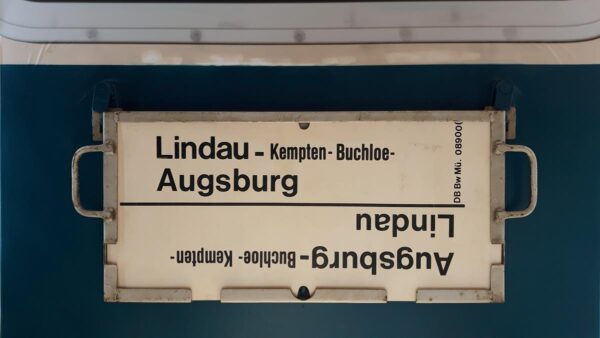 Lindau - Kempten - Buchloe-
Augsburg
DB Bw Mü. 08900
Augsburg - Buchloe - Kempten -
Lindau